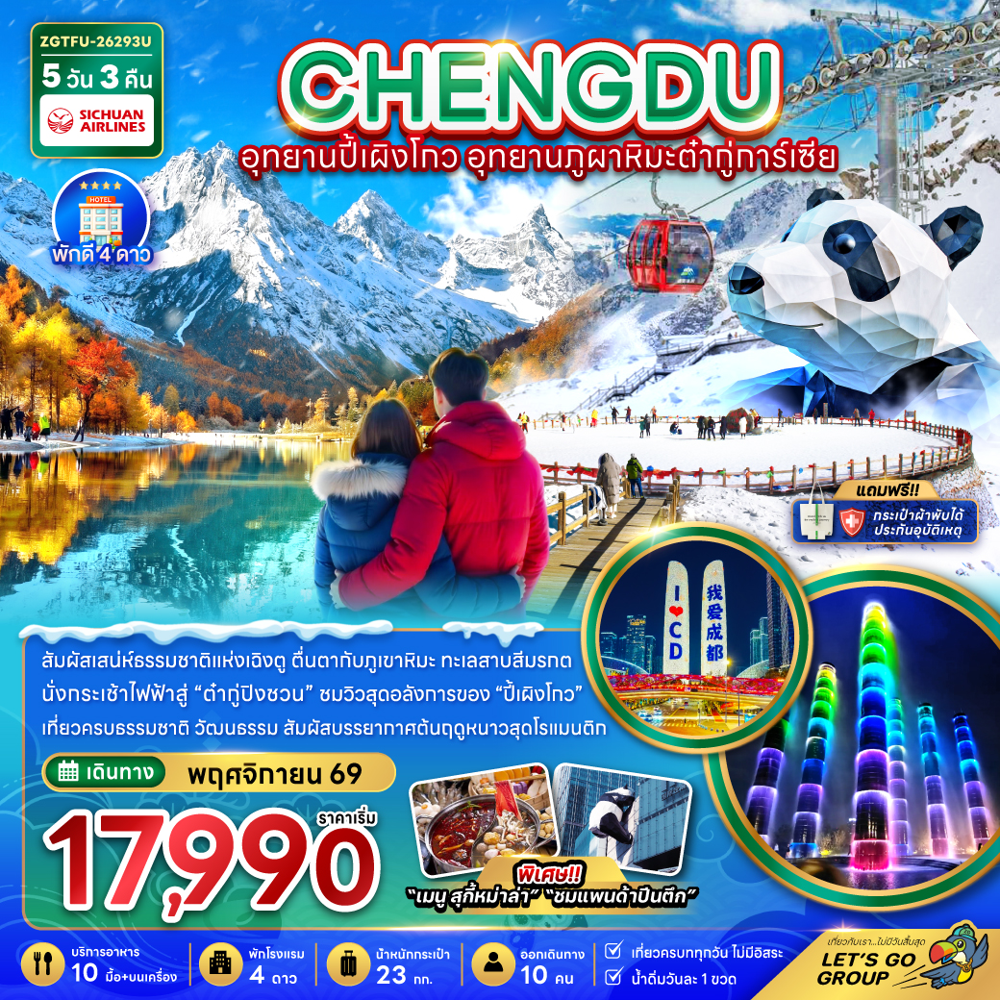 ZGTFU-26293U
5 วัน 3 คืน
SICHUAN
AIRLINES
CHENGDU
อุทยานปี้เผิงโกว อุทยานภูผาหิมะต๋ากู่การ์เซีย
HOTEL
พักดี 4 ดาว
แถมฟรี!!
กระเป๋าผ้าพับได้
ประกันอุบัติเหตุ
I ❤ CD
我爱成都
สัมผัสเสน่ห์ธรรมชาติแห่งเฉิงตู ตื่นตากับภูเขาหิมะ ทะเลสาบสีมรกต
นั่งกระเช้าไฟฟ้าสู่ “ต๋ากู่ปิงชวน” ชมวิวสุดอลังการของ “ปี้เผิงโกว”
เที่ยวครบธรรมชาติ วัฒนธรรม สัมผัสบรรยากาศต้นฤดูหนาวสุดโรแมนติก
เดินทาง พฤศจิกายน 69
ราคาเริ่ม
17,990
พิเศษ!!
“เมนู สุกี้หม่าล่า” “ชมแพนด้าปีนตึก”
บริการอาหาร
10 มื้อ+บนเครื่อง
พักโรงแรม
4 ดาว
น้ำหนักกระเป๋า
23 กก.
ออกเดินทาง
10 คน
เที่ยวครบทุกวัน ไม่มีอิสระ
น้ำดื่มวันละ 1 ขวด
เที่ยวกับเรา...ไม่มีวันสิ้นสุด
LET'S GO
GROUP